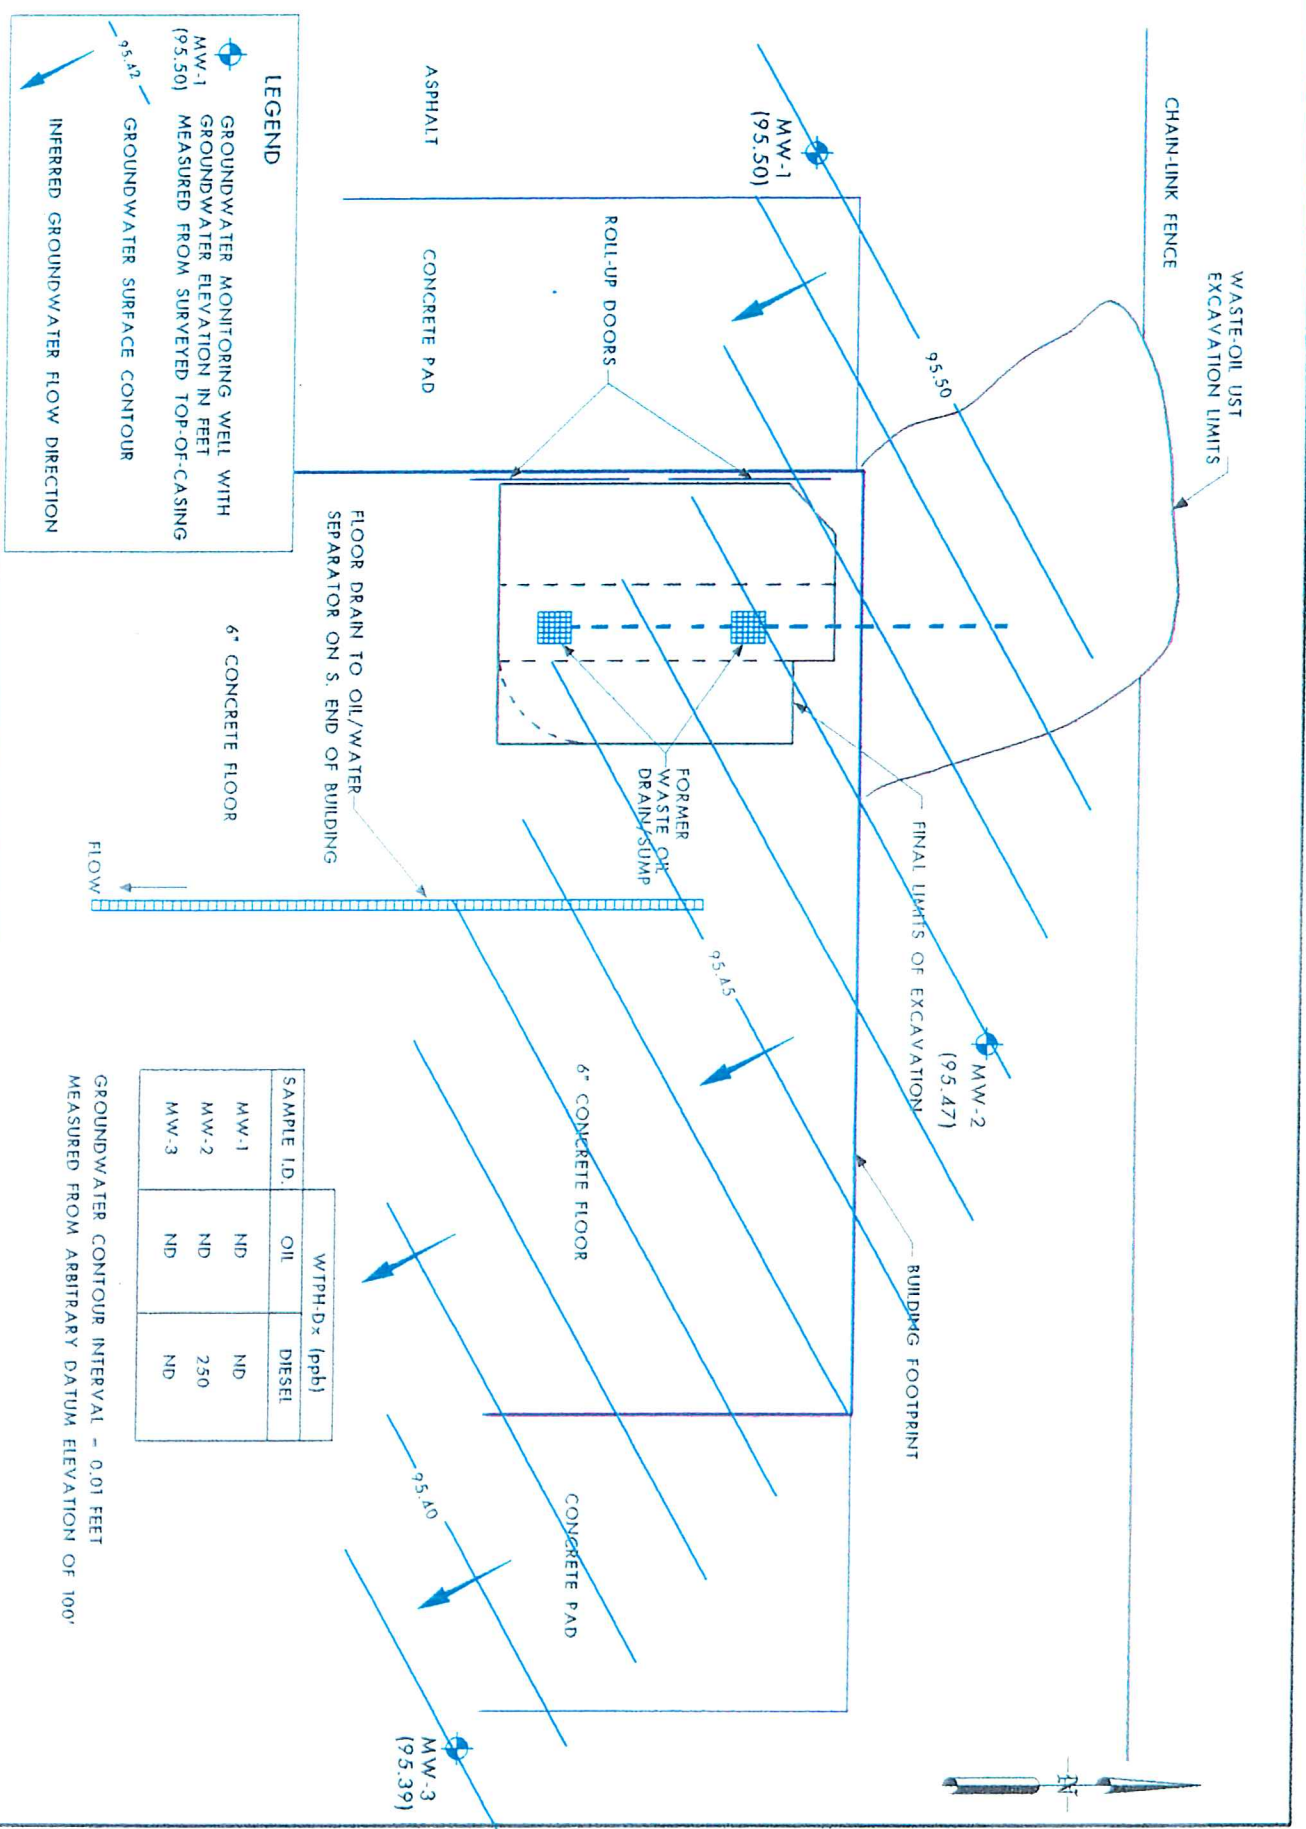 CHAIN-LINK FENCE
WASTE-OIL UST
EXCAVATION LIMITS
MW-1
(95.50)
95.50
ASPHALT
CONCRETE PAD
ROLL-UP DOORS
MW-2
(95.47)
FINAL LIMITS OF EXCAVATION
BUILDING FOOTPRINT
FORMER
WASTE OIL
DRAIN/SUMP
95.45
6" CONCRETE FLOOR
CONCRETE PAD
FLOOR DRAIN TO OIL/WATER
SEPARATOR ON S. END OF BUILDING
6" CONCRETE FLOOR
FLOW
95.40
MW-3
(95.39)
N
LEGEND
MW-1
(95.50)
GROUNDWATER MONITORING WELL WITH
GROUNDWATER ELEVATION IN FEET
MEASURED FROM SURVEYED TOP-OF-CASING
95.42
GROUNDWATER SURFACE CONTOUR
INFERRED GROUNDWATER FLOW DIRECTION
WTPH-Dx (ppb)
SAMPLE I.D. OIL DIESEL
MW-1 ND ND
MW-2 ND 250
MW-3 ND ND
GROUNDWATER CONTOUR INTERVAL = 0.01 FEET
MEASURED FROM ARBITRARY DATUM ELEVATION OF 100'